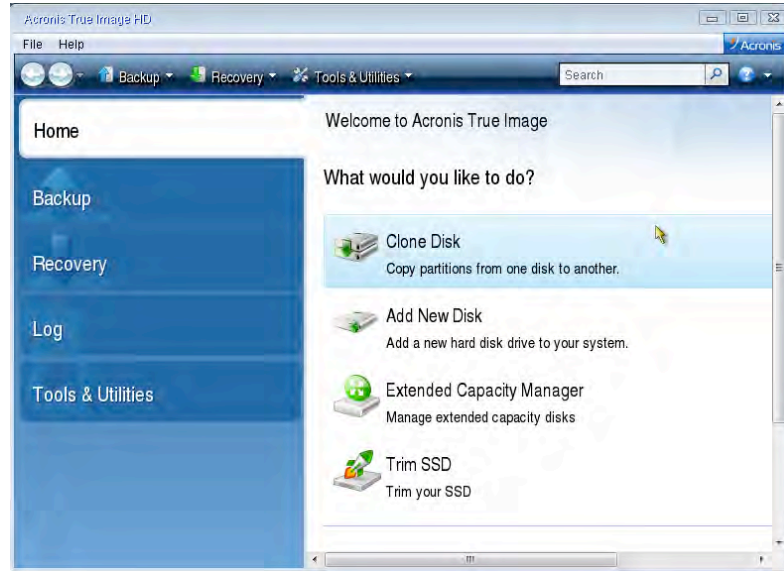 Acronis True Image HD
File Help
Acronis
Backup Recovery Tools & Utilities Search
Home
Backup
Recovery
Log
Tools & Utilities
Welcome to Acronis True Image
What would you like to do?
Clone Disk
Copy partitions from one disk to another.
Add New Disk
Add a new hard disk drive to your system.
Extended Capacity Manager
Manage extended capacity disks
Trim SSD
Trim your SSD